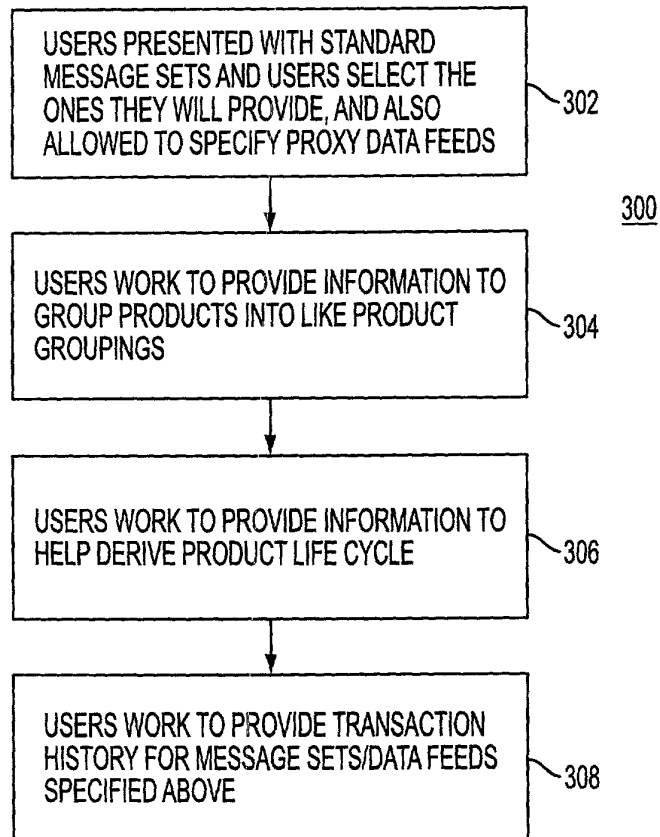 USERS PRESENTED WITH STANDARD
MESSAGE SETS AND USERS SELECT THE
ONES THEY WILL PROVIDE, AND ALSO
ALLOWED TO SPECIFY PROXY DATA FEEDS
302
300
USERS WORK TO PROVIDE INFORMATION TO
GROUP PRODUCTS INTO LIKE PRODUCT
GROUPINGS
304
USERS WORK TO PROVIDE INFORMATION TO
HELP DERIVE PRODUCT LIFE CYCLE
306
USERS WORK TO PROVIDE TRANSACTION
HISTORY FOR MESSAGE SETS/DATA FEEDS
SPECIFIED ABOVE
308